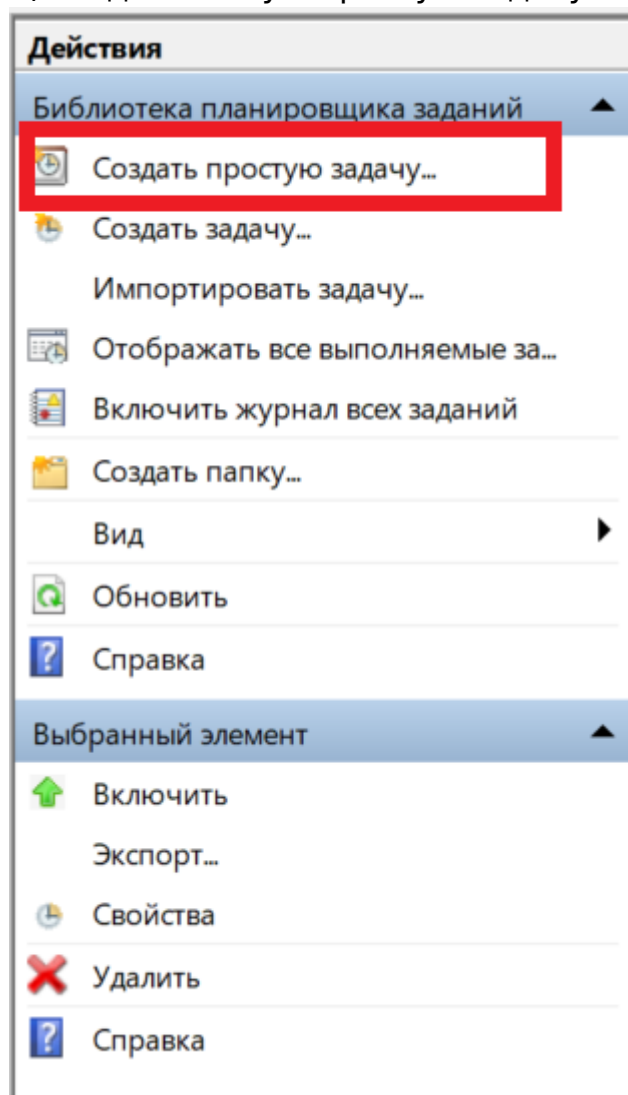 Действия
Библиотека планировщика заданий
Создать простую задачу...
Создать задачу...
Импортировать задачу...
Отображать все выполняемые за...
Включить журнал всех заданий
Создать папку...
Вид
Обновить
Справка
Выбранный элемент
Включить
Экспорт...
Свойства
Удалить
Справка